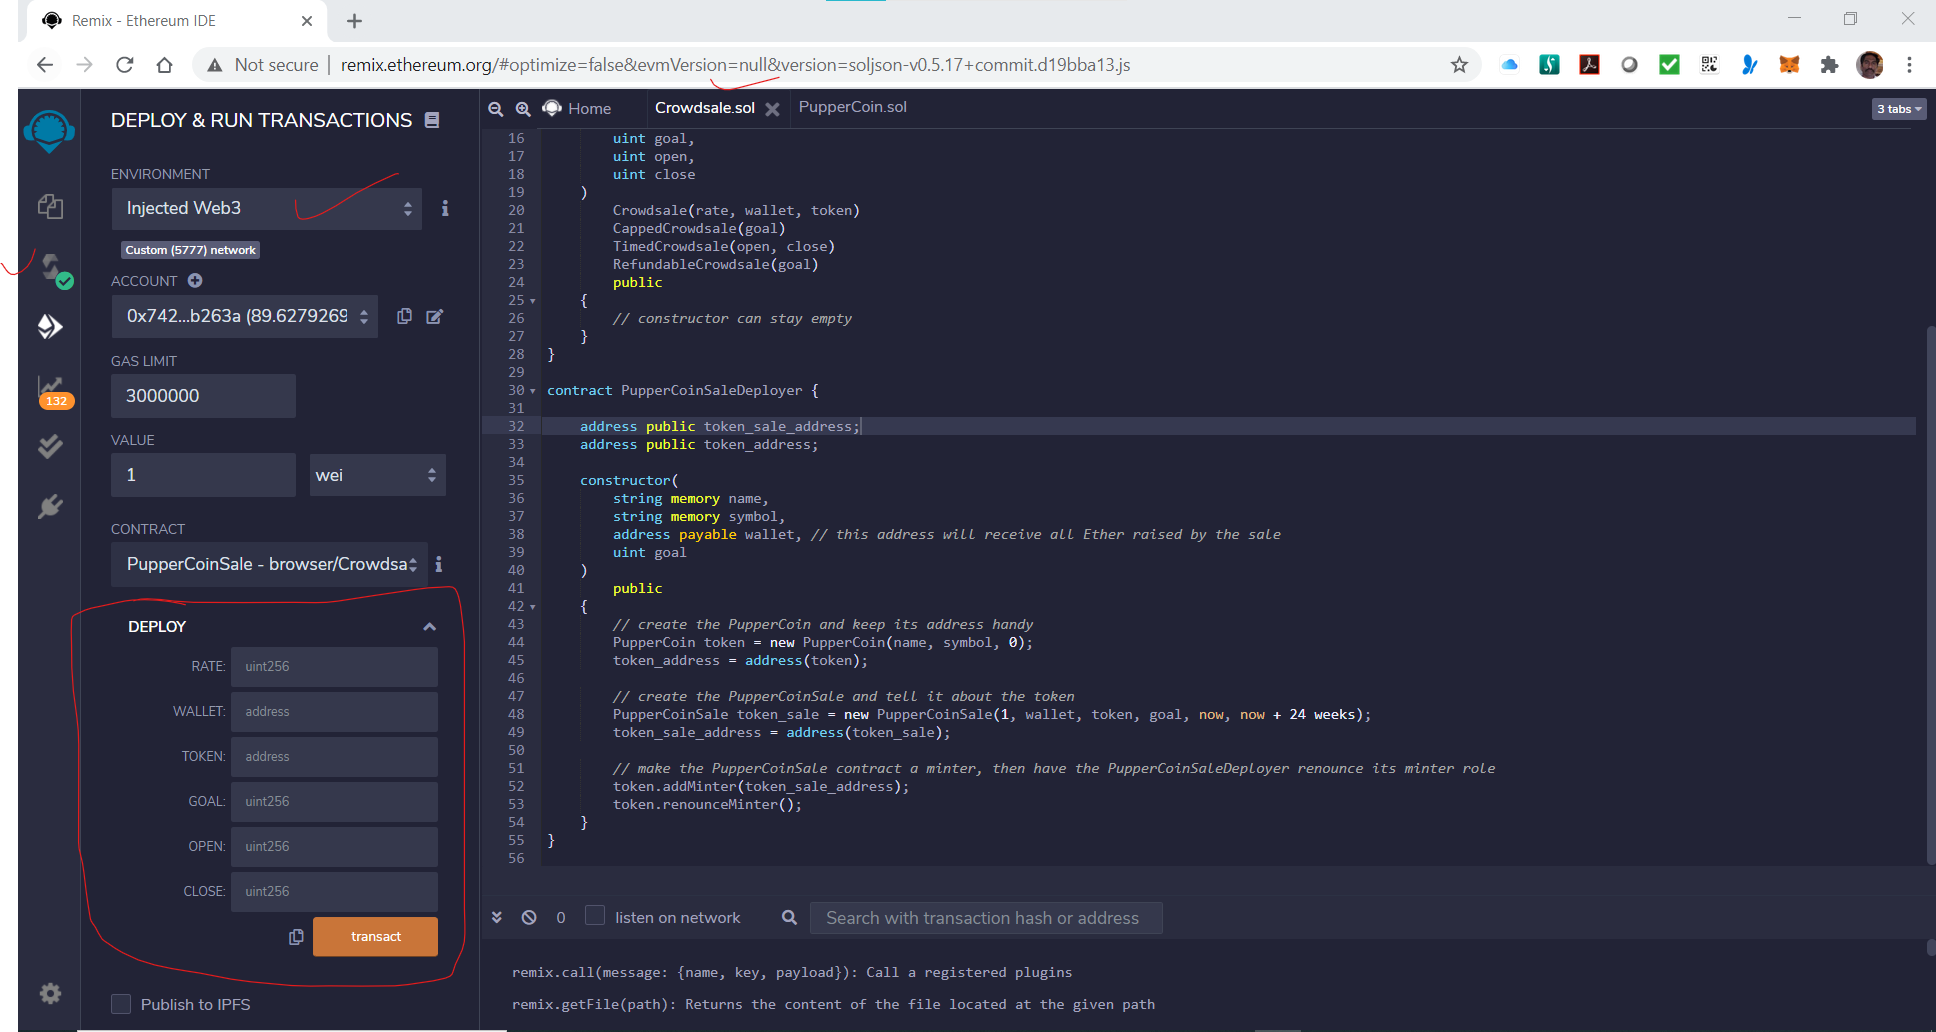 Remix - Ethereum IDE
Not secure | remix.ethereum.org/#optimize=false&evmVersion=null&version=soljson-v0.5.17+commit.d19bba13.js
DEPLOY & RUN TRANSACTIONS
ENVIRONMENT
Injected Web3
Custom (5777) network
ACCOUNT
0x742...b263a (89.6279269
GAS LIMIT
3000000
VALUE
1
wei
CONTRACT
PupperCoinSale - browser/Crowdsa
DEPLOY
RATE: uint256
WALLET: address
TOKEN: address
GOAL: uint256
OPEN: uint256
CLOSE: uint256
transact
Publish to IPFS
132
Home
Crowdsale.sol
PupperCoin.sol
3 tabs
16 uint goal,
17 uint open,
18 uint close
19 )
20 Crowdsale(rate, wallet, token)
21 CappedCrowdsale(goal)
22 TimedCrowdsale(open, close)
23 RefundableCrowdsale(goal)
24 public
25 {
26 // constructor can stay empty
27 }
28 }
29
30 contract PupperCoinSaleDeployer {
31
32 address public token_sale_address;
33 address public token_address;
34
35 constructor(
36 string memory name,
37 string memory symbol,
38 address payable wallet, // this address will receive all Ether raised by the sale
39 uint goal
40 )
41 public
42 {
43 // create the PupperCoin and keep its address handy
44 PupperCoin token = new PupperCoin(name, symbol, 0);
45 token_address = address(token);
46
47 // create the PupperCoinSale and tell it about the token
48 PupperCoinSale token_sale = new PupperCoinSale(1, wallet, token, goal, now, now + 24 weeks);
49 token_sale_address = address(token_sale);
50
51 // make the PupperCoinSale contract a minter, then have the PupperCoinSaleDeployer renounce its minter role
52 token.addMinter(token_sale_address);
53 token.renounceMinter();
54 }
55 }
56
0
listen on network
Search with transaction hash or address
remix.call(message: {name, key, payload}): Call a registered plugins
remix.getFile(path): Returns the content of the file located at the given path